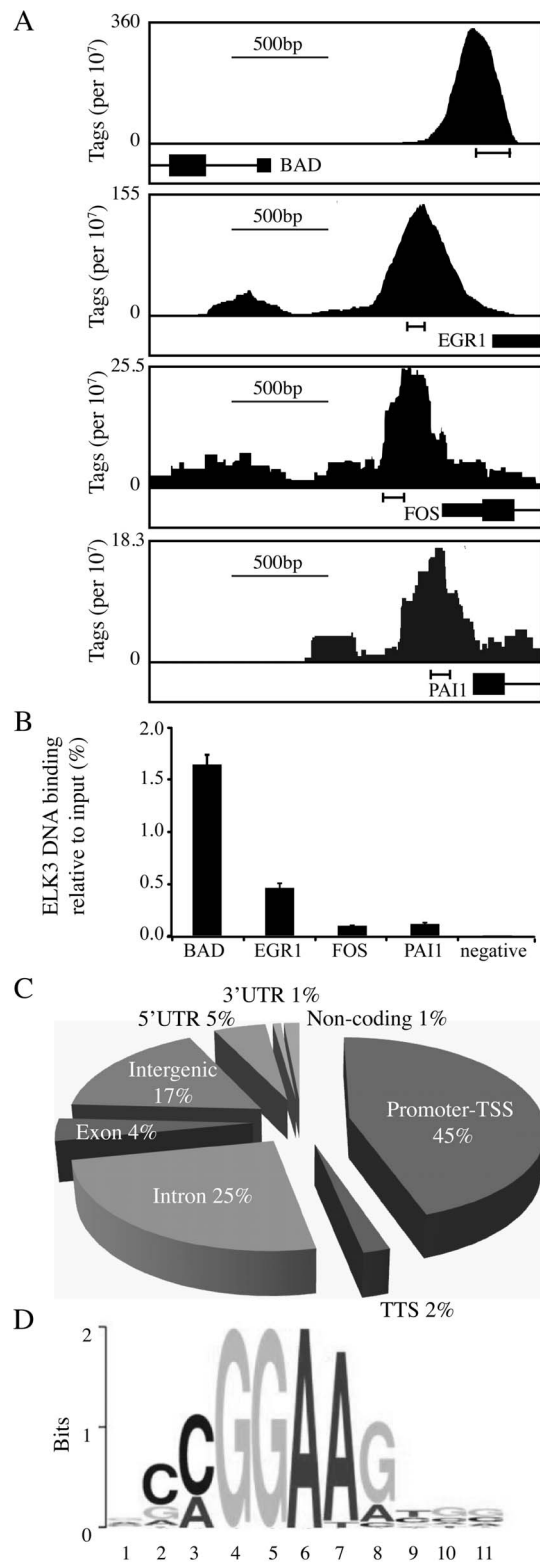 A
360
Tags (per 10⁷)
500bp
0
BAD
155
Tags (per 10⁷)
500bp
0
EGR1
25.5
Tags (per 10⁷)
500bp
0
FOS
18.3
Tags (per 10⁷)
500bp
0
PAI1
B
ELK3 DNA binding
relative to input (%)
2.0
1.5
1.0
0.5
0.0
BAD EGR1 FOS PAI1 negative
C
3'UTR 1%
5'UTR 5%
Non-coding 1%
Intergenic
17%
Promoter-TSS
45%
Exon 4%
Intron 25%
TTS 2%
D
Bits
2
1
0
CCGGAAG
1 2 3 4 5 6 7 8 9 10 11